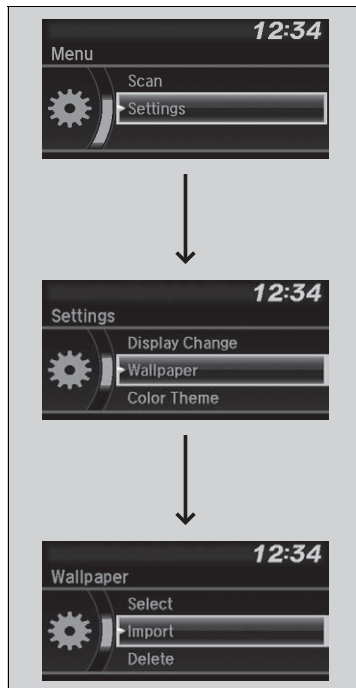 12:34
Menu
Scan
Settings
12:34
Settings
Display Change
Wallpaper
Color Theme
12:34
Wallpaper
Select
Import
Delete